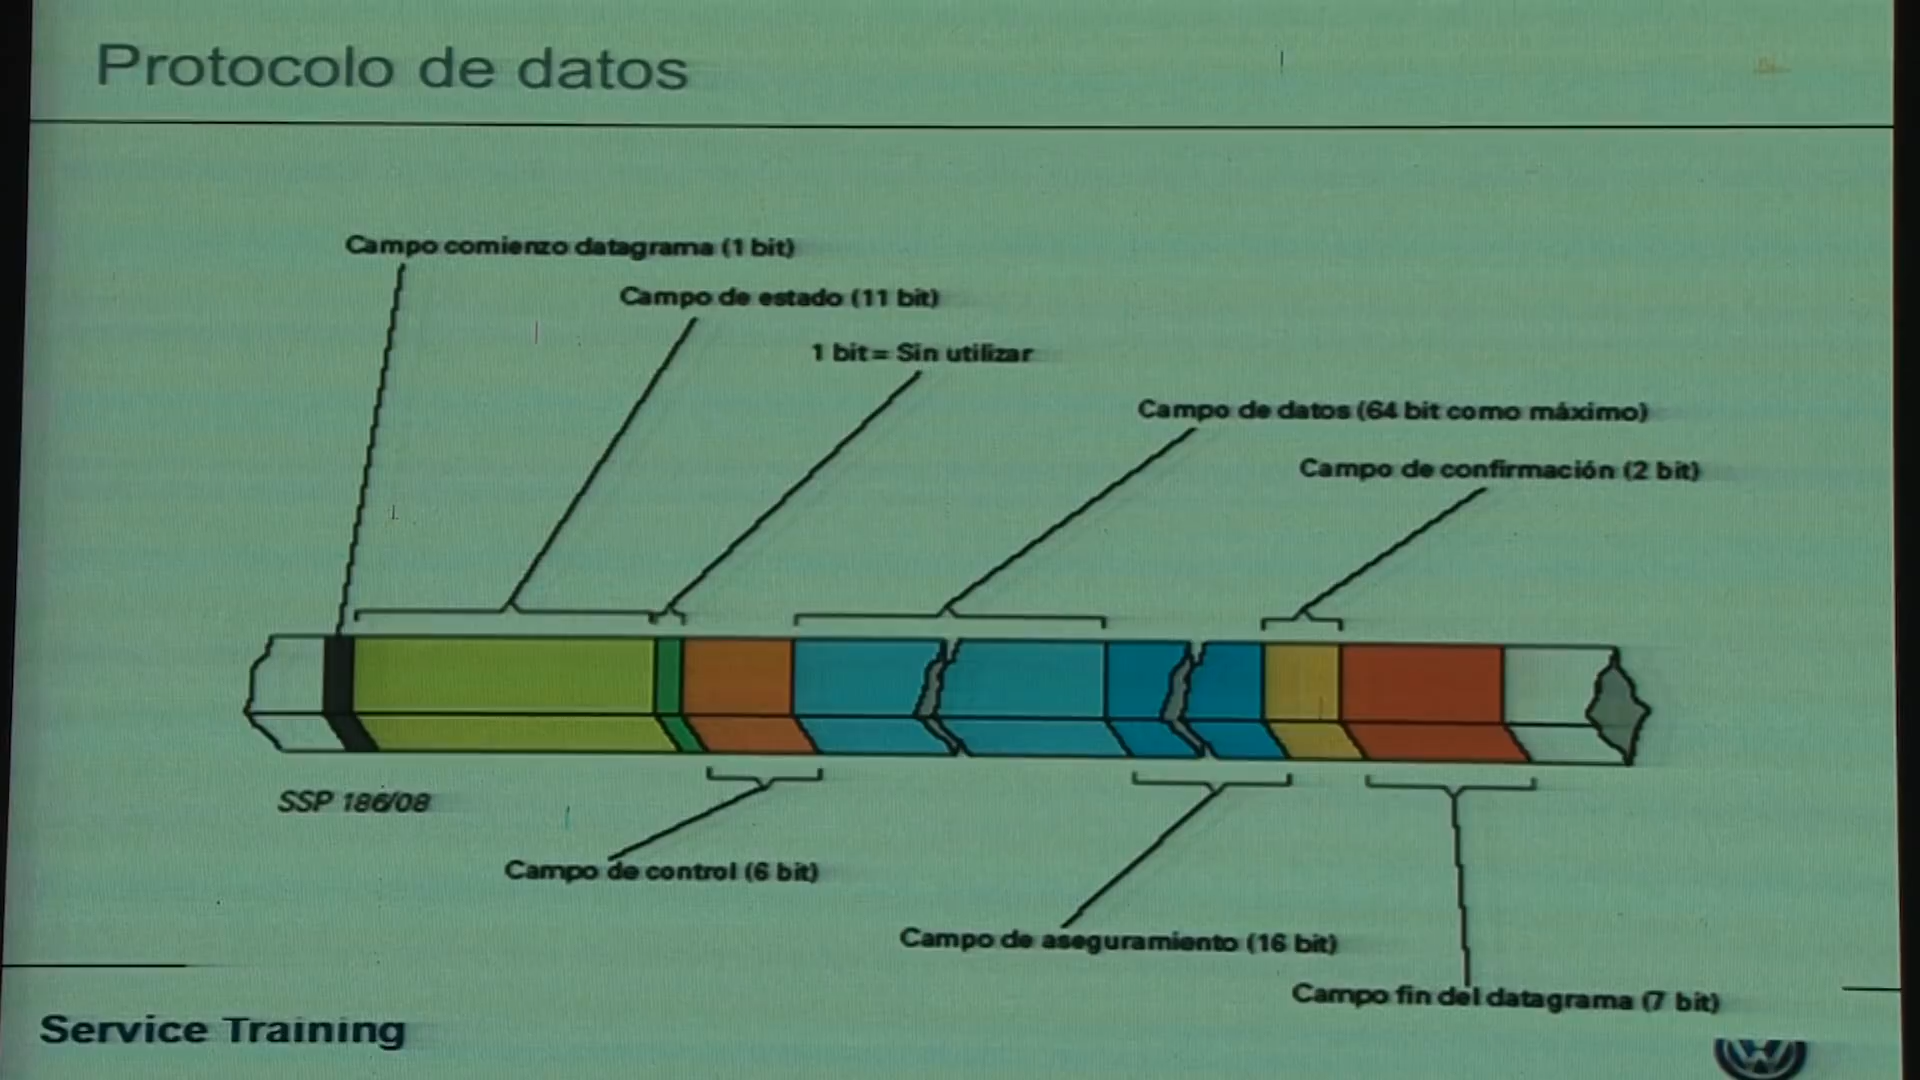 Protocolo de datos
Campo comienzo datagrama (1 bit)
Campo de estado (11 bit)
1 bit= Sin utilizar
Campo de datos (64 bit como máximo)
Campo de confirmación (2 bit)
SSP 186/08
Campo de control (6 bit)
Campo de aseguramiento (16 bit)
Campo fin del datagrama (7 bit)
Service Training